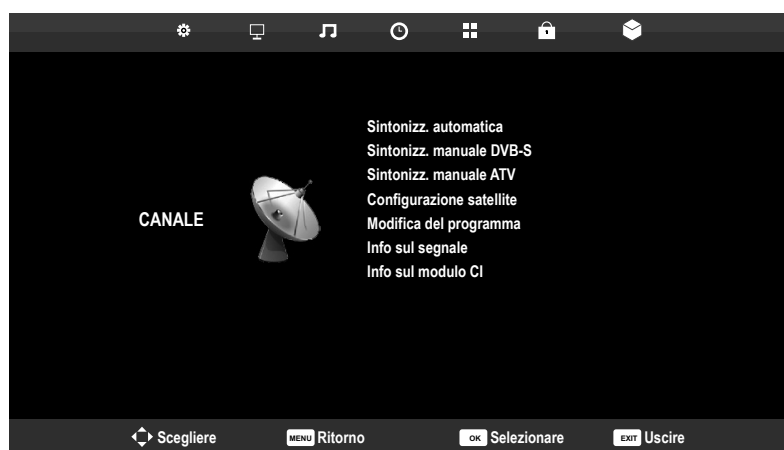 Sintonizz. automatica
Sintonizz. manuale DVB-S
Sintonizz. manuale ATV
Configurazione satellite
CANALE
Modifica del programma
Info sul segnale
Info sul modulo CI
Scegliere MENU Ritorno OK Selezionare EXIT Uscire